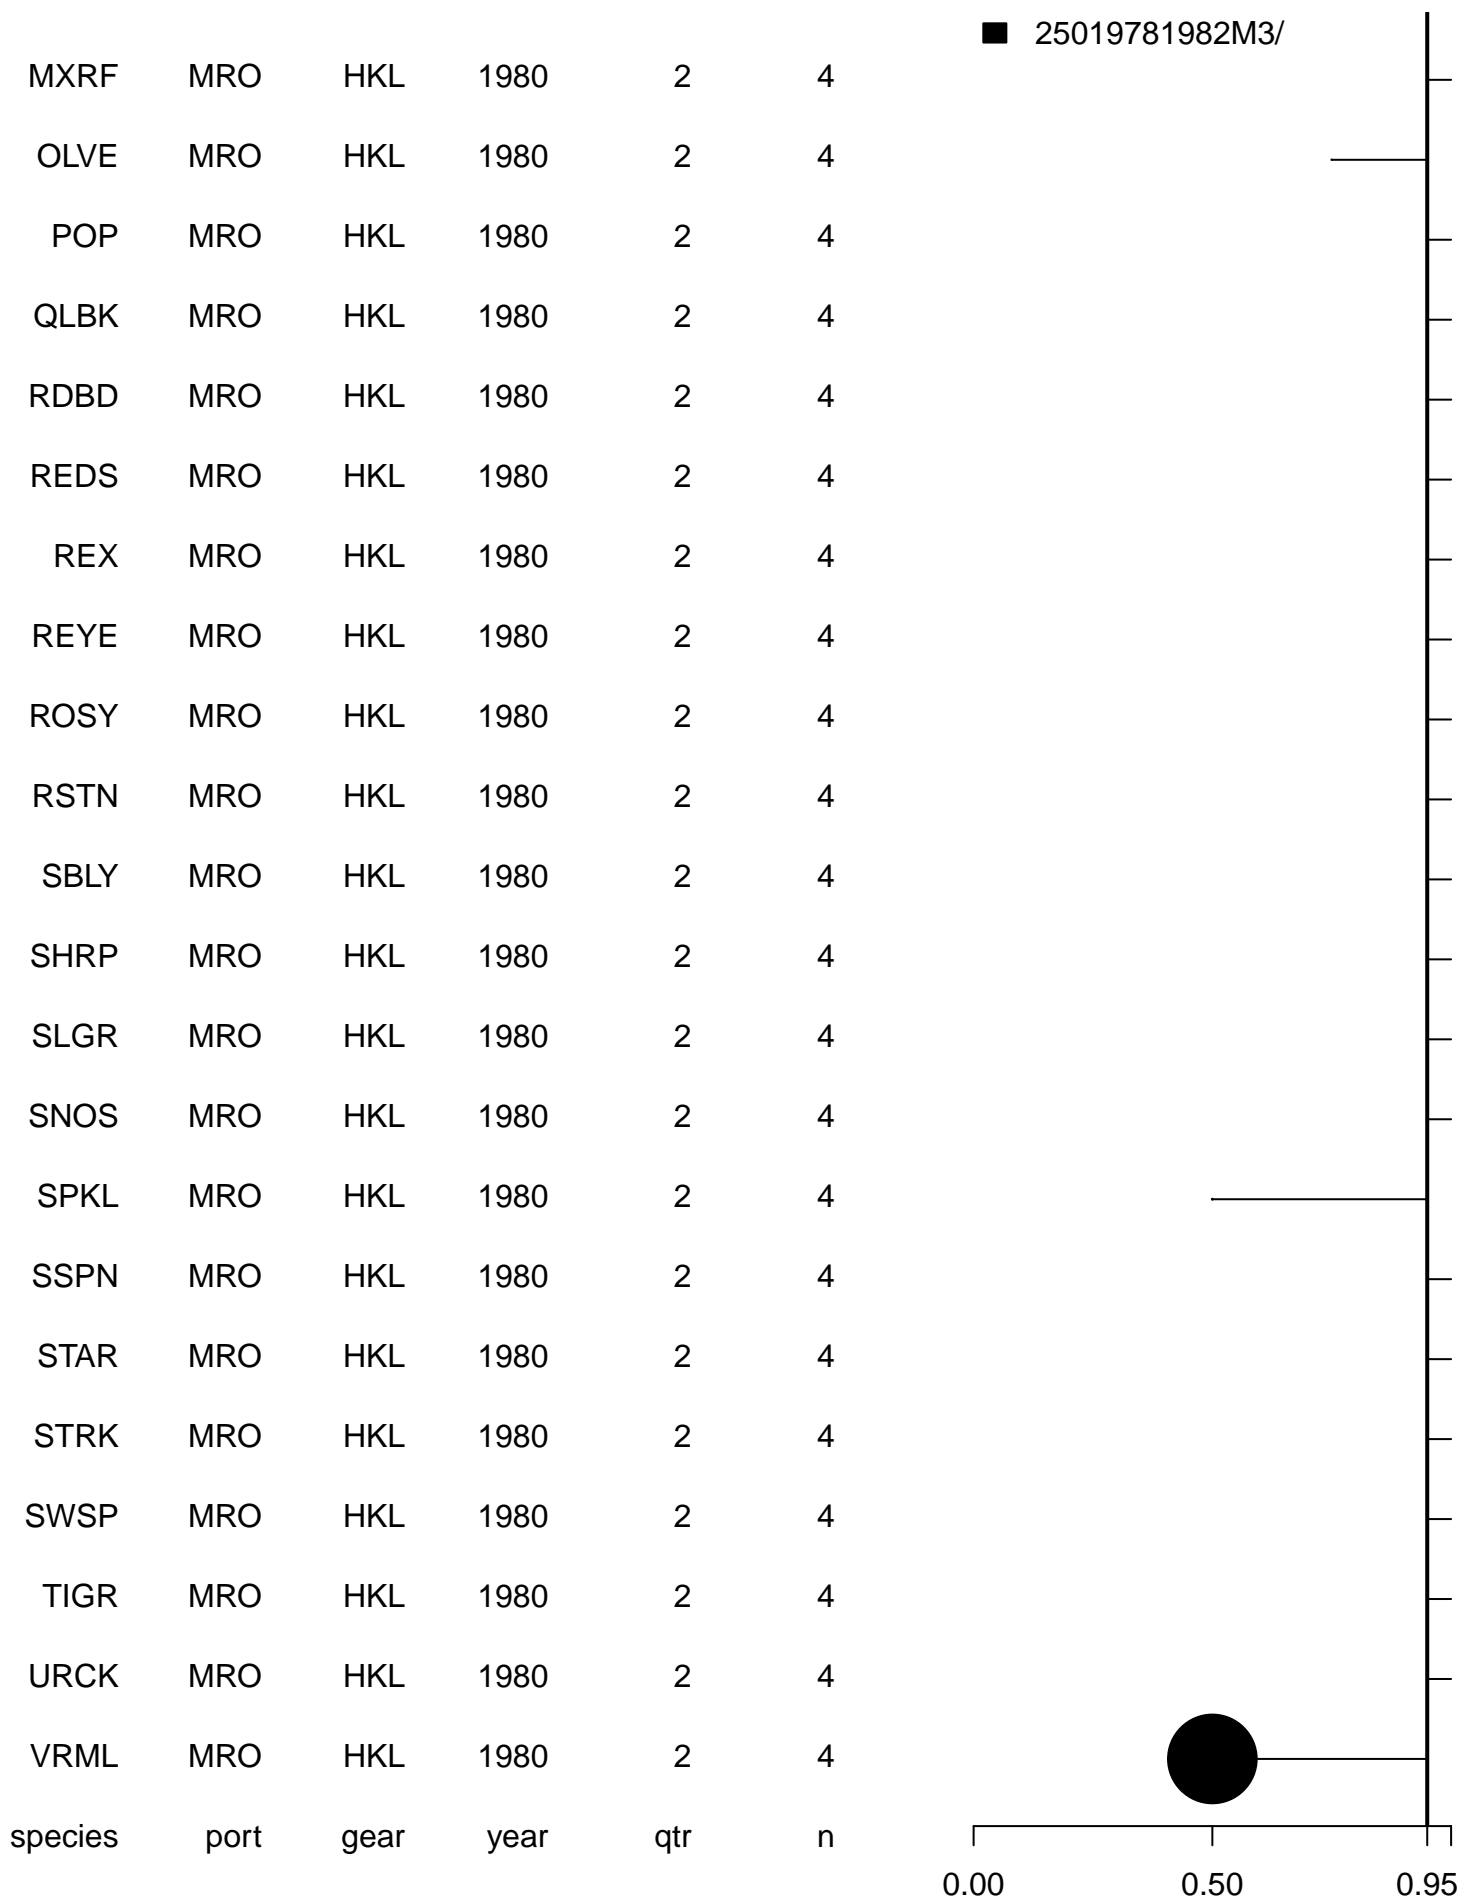 25019781982M3/
MXRF MRO HKL 1980 2 4
OLVE MRO HKL 1980 2 4
POP MRO HKL 1980 2 4
QLBK MRO HKL 1980 2 4
RDBD MRO HKL 1980 2 4
REDS MRO HKL 1980 2 4
REX MRO HKL 1980 2 4
REYE MRO HKL 1980 2 4
ROSY MRO HKL 1980 2 4
RSTN MRO HKL 1980 2 4
SBLY MRO HKL 1980 2 4
SHRP MRO HKL 1980 2 4
SLGR MRO HKL 1980 2 4
SNOS MRO HKL 1980 2 4
SPKL MRO HKL 1980 2 4
SSPN MRO HKL 1980 2 4
STAR MRO HKL 1980 2 4
STRK MRO HKL 1980 2 4
SWSP MRO HKL 1980 2 4
TIGR MRO HKL 1980 2 4
URCK MRO HKL 1980 2 4
VRML MRO HKL 1980 2 4
species port gear year qtr n
0.00 0.50 0.95